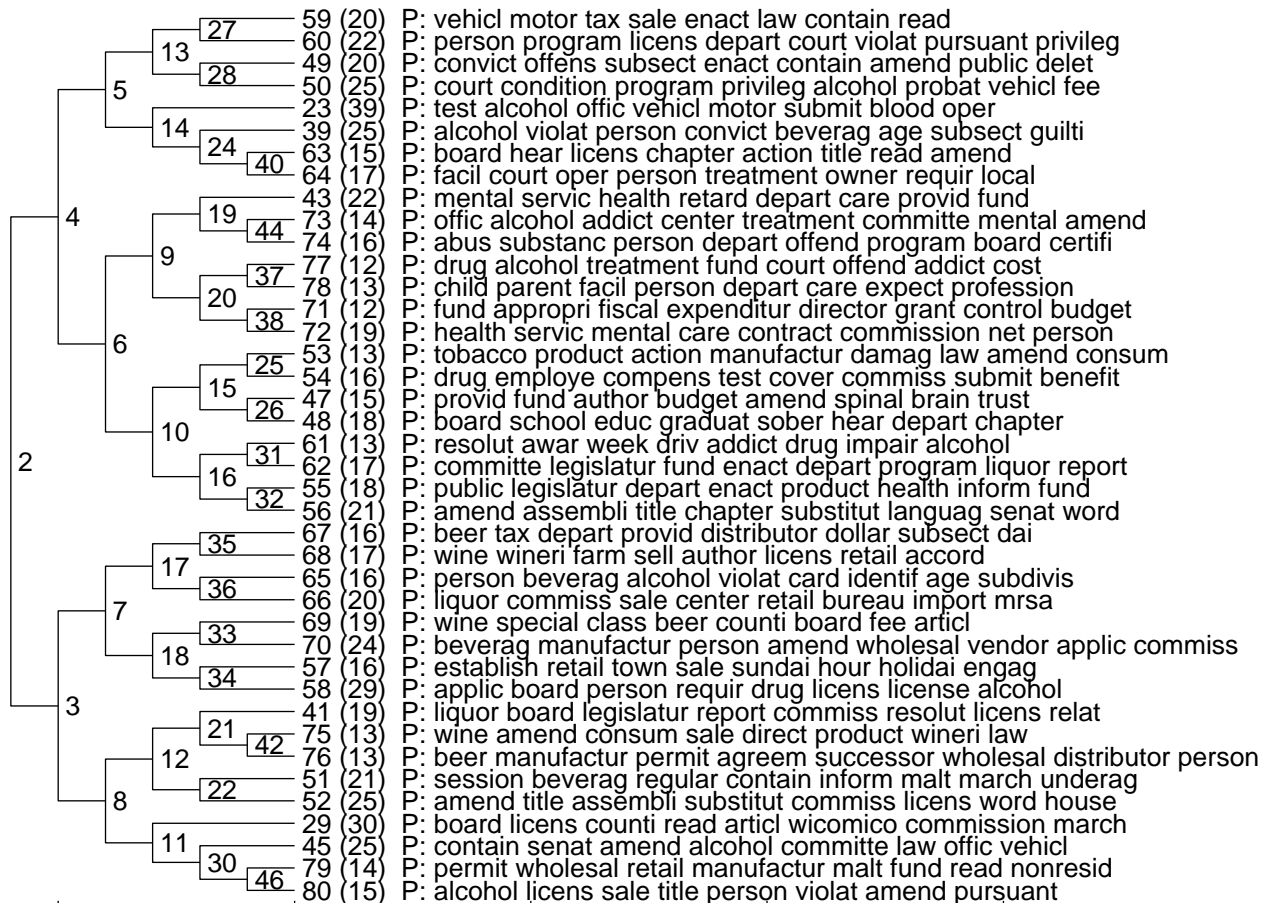 59 (20) P: vehicl motor tax sale enact law contain read
27
60 (22) P: person program licens depart court violat pursuant privileg
13
49 (20) P: convict offens subsect enact contain amend public delet
28
50 (25) P: court condition program privileg alcohol probat vehicl fee
5
23 (39) P: test alcohol offic vehicl motor submit blood oper
14
39 (25) P: alcohol violat person convict beverag age subsect guilti
24
63 (15) P: board hear licens chapter action title read amend
40
64 (17) P: facil court oper person treatment owner requir local
4
43 (22) P: mental servic health retard depart care provid fund
19
73 (14) P: offic alcohol addict center treatment committe mental amend
44
74 (16) P: abus substanc person depart offend program board certifi
9
77 (12) P: drug alcohol treatment fund court offend addict cost
37
78 (13) P: child parent facil person depart care expect profession
20
71 (12) P: fund appropri fiscal expenditur director grant control budget
38
72 (19) P: health servic mental care contract commission net person
6
53 (13) P: tobacco product action manufactur damag law amend consum
25
54 (16) P: drug employe compens test cover commiss submit benefit
15
47 (15) P: provid fund author budget amend spinal brain trust
26
48 (18) P: board school educ graduat sober hear depart chapter
10
61 (13) P: resolut awar week driv addict drug impair alcohol
31
62 (17) P: committe legislatur fund enact depart program liquor report
2
16
55 (18) P: public legislatur depart enact product health inform fund
32
56 (21) P: amend assembli title chapter substitut languag senat word
67 (16) P: beer tax depart provid distributor dollar subsect dai
35
68 (17) P: wine wineri farm sell author licens retail accord
17
65 (16) P: person beverag alcohol violat card identif age subdivis
36
66 (20) P: liquor commiss sale center retail bureau import mrsa
7
69 (19) P: wine special class beer counti board fee articl
33
70 (24) P: beverag manufactur person amend wholesal vendor applic commiss
18
57 (16) P: establish retail town sale sundai hour holidai engag
34
58 (29) P: applic board person requir drug licens license alcohol
3
41 (19) P: liquor board legislatur report commiss resolut licens relat
21
75 (13) P: wine amend consum sale direct product wineri law
42
76 (13) P: beer manufactur permit agreem successor wholesal distributor person
12
51 (21) P: session beverag regular contain inform malt march underag
22
52 (25) P: amend title assembli substitut commiss licens word house
8
29 (30) P: board licens counti read articl wicomico commission march
11
45 (25) P: contain senat amend alcohol committe law offic vehicl
30
79 (14) P: permit wholesal retail manufactur malt fund read nonresid
46
80 (15) P: alcohol licens sale title person violat amend pursuant